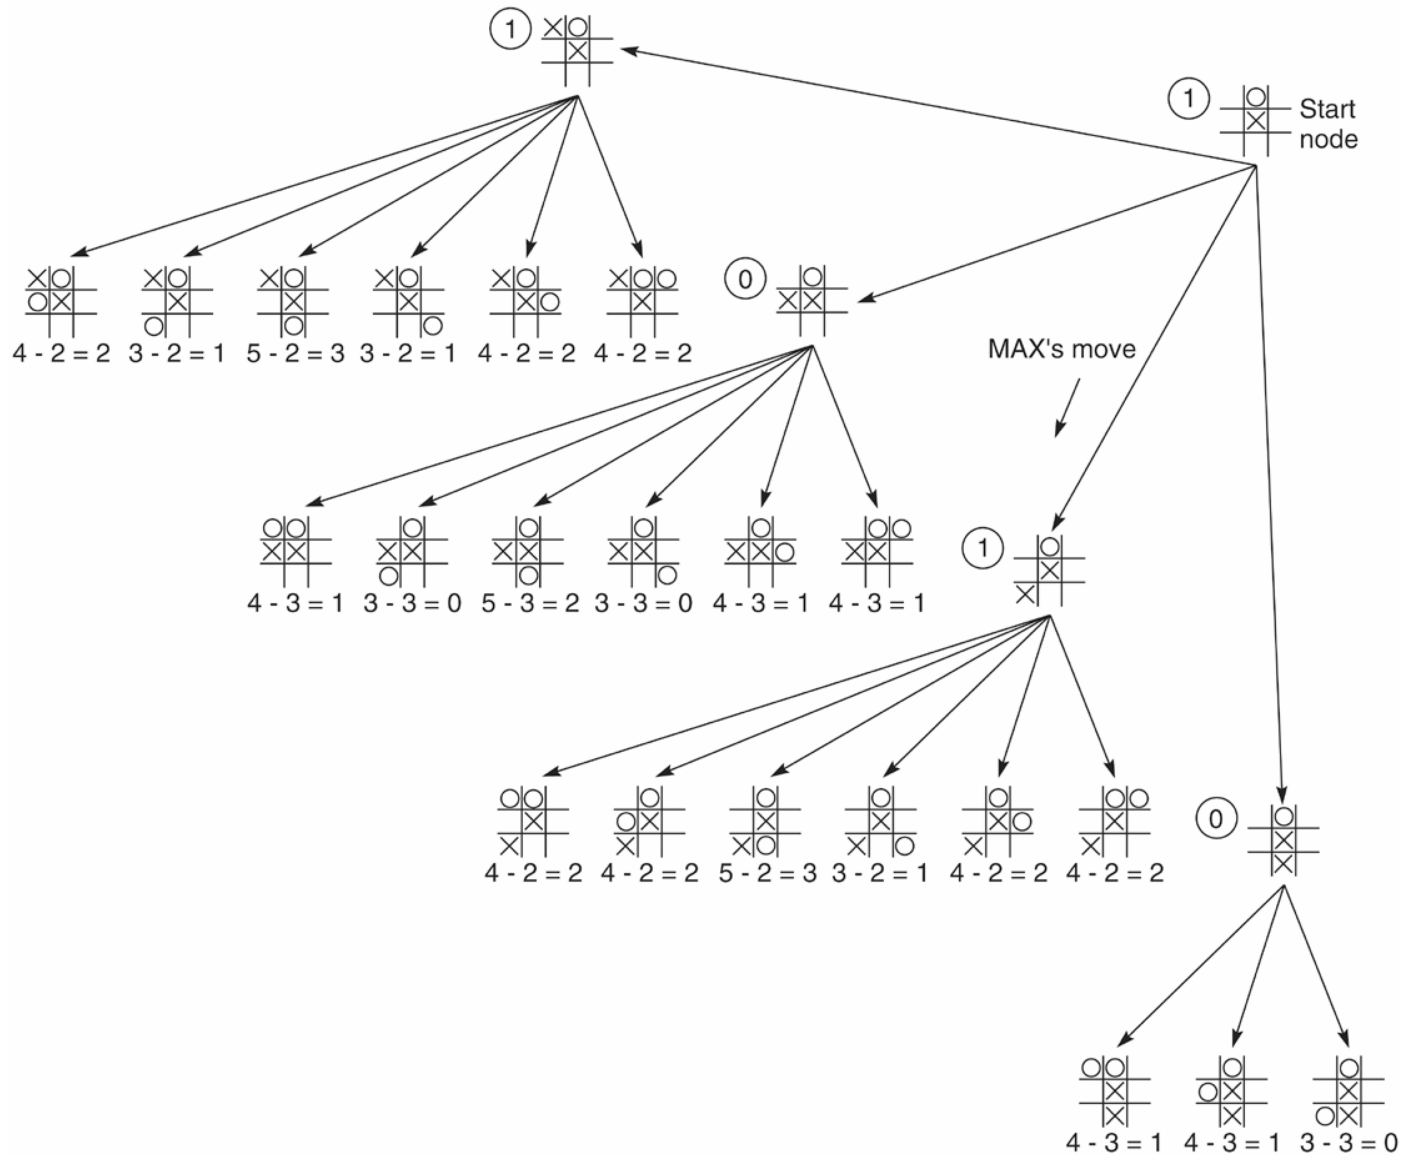 1
1
Start
node
4 - 2 = 2 3 - 2 = 1 5 - 2 = 3 3 - 2 = 1 4 - 2 = 2 4 - 2 = 2
0
MAX's move
4 - 3 = 1 3 - 3 = 0 5 - 3 = 2 3 - 3 = 0 4 - 3 = 1 4 - 3 = 1
1
4 - 2 = 2 4 - 2 = 2 5 - 2 = 3 3 - 2 = 1 4 - 2 = 2 4 - 2 = 2
0
4 - 3 = 1 4 - 3 = 1 3 - 3 = 0